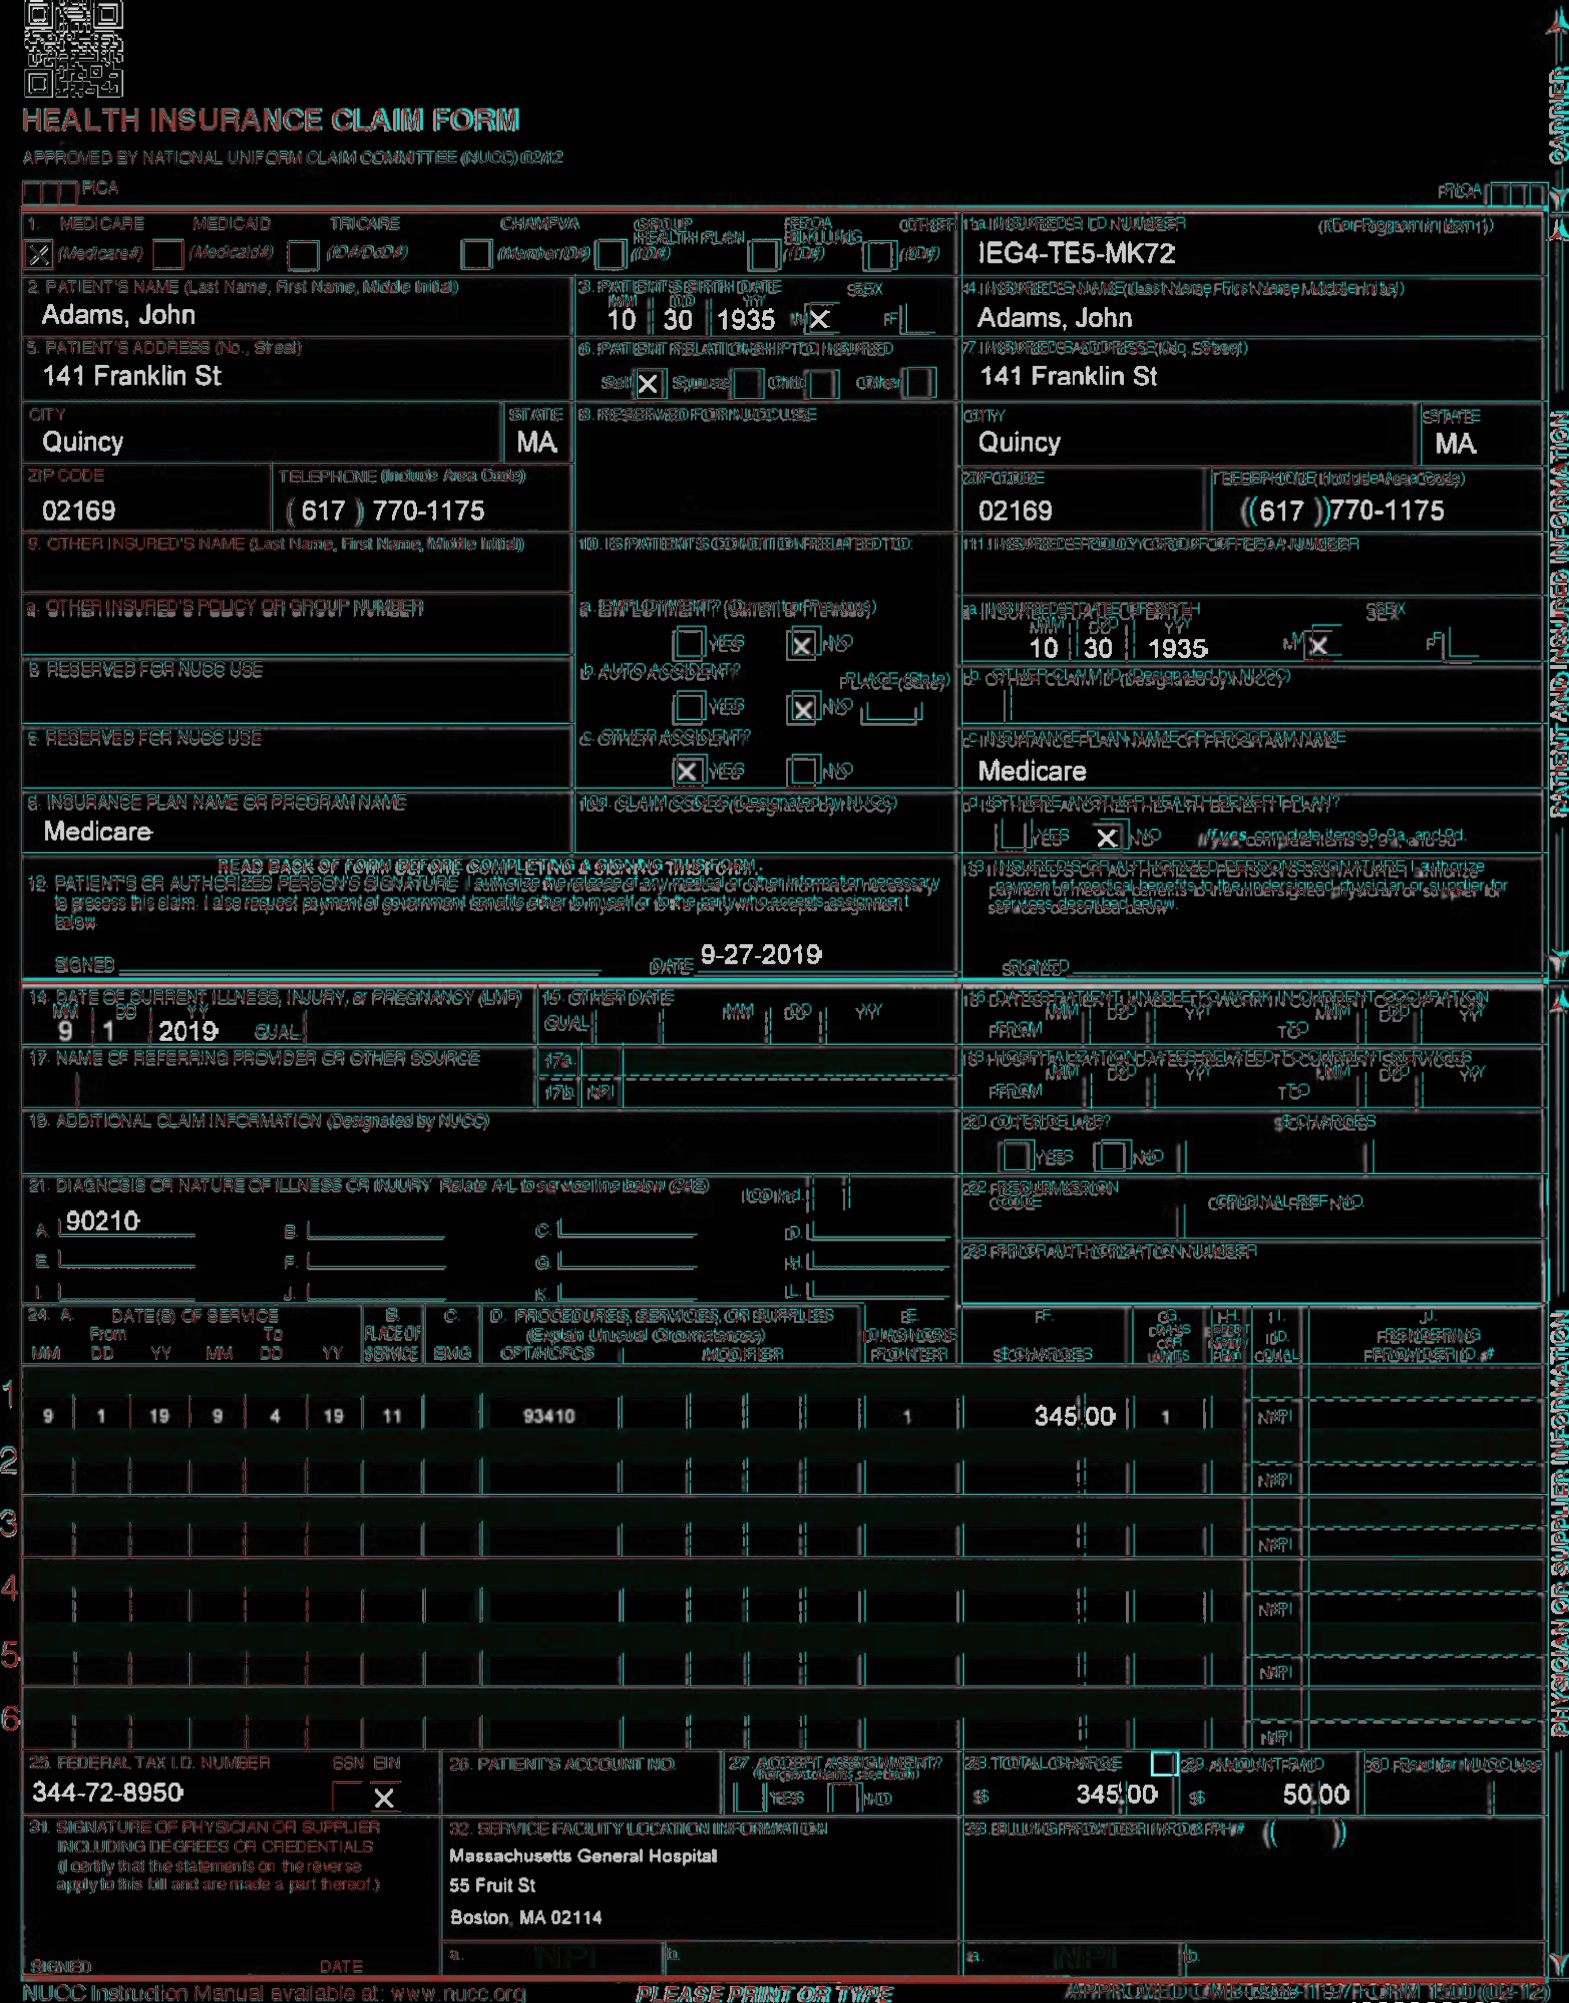 HEALTH INSURANCE CLAIM FORM
APPROVED BY NATIONAL UNIFORM CLAIM COMMITTEE (NUCC) 02/12
PICA
PICA
CARRIER
1. MEDICARE MEDICAID TRICARE CHAMPVA GROUP HEALTH PLAN FECA BLK LUNG OTHER
(Medicare#) (Medicaid#) (ID#/DoD#) (Member ID#) (ID#) (ID#) (ID#)
1a. INSURED'S I.D. NUMBER (For Program in Item 1)
IEG4-TE5-MK72
2. PATIENT'S NAME (Last Name, First Name, Middle Initial)
Adams, John
3. PATIENT'S BIRTH DATE SEX
MM DD YY
10 30 1935 M X F
4. INSURED'S NAME (Last Name, First Name, Middle Initial)
Adams, John
5. PATIENT'S ADDRESS (No., Street)
141 Franklin St
6. PATIENT RELATIONSHIP TO INSURED
Self X Spouse Child Other
7. INSURED'S ADDRESS (No., Street)
141 Franklin St
CITY STATE
Quincy MA
8. RESERVED FOR NUCC USE
CITY STATE
Quincy MA
ZIP CODE TELEPHONE (Include Area Code)
02169 ( 617 ) 770-1175
ZIP CODE TELEPHONE (Include Area Code)
02169 ( 617 ) 770-1175
9. OTHER INSURED'S NAME (Last Name, First Name, Middle Initial)
10. IS PATIENT'S CONDITION RELATED TO:
11. INSURED'S POLICY GROUP OR FECA NUMBER
a. OTHER INSURED'S POLICY OR GROUP NUMBER
a. EMPLOYMENT? (Current or Previous)
YES X NO
a. INSURED'S DATE OF BIRTH SEX
MM DD YY
10 30 1935 M X F
b. RESERVED FOR NUCC USE
b. AUTO ACCIDENT? PLACE (State)
YES X NO
b. OTHER CLAIM ID (Designated by NUCC)
c. RESERVED FOR NUCC USE
c. OTHER ACCIDENT?
X YES NO
c. INSURANCE PLAN NAME OR PROGRAM NAME
Medicare
d. INSURANCE PLAN NAME OR PROGRAM NAME
Medicare
10d. CLAIM CODES (Designated by NUCC)
d. IS THERE ANOTHER HEALTH BENEFIT PLAN?
YES X NO If yes, complete items 9, 9a, and 9d.
READ BACK OF FORM BEFORE COMPLETING & SIGNING THIS FORM.
12. PATIENT'S OR AUTHORIZED PERSON'S SIGNATURE I authorize the release of any medical or other information necessary
to process this claim. I also request payment of government benefits either to myself or to the party who accepts assignment
below.
SIGNED DATE 9-27-2019
13. INSURED'S OR AUTHORIZED PERSON'S SIGNATURE I authorize
payment of medical benefits to the undersigned physician or supplier for
services described below.
SIGNED
PATIENT AND INSURED INFORMATION
14. DATE OF CURRENT ILLNESS, INJURY, or PREGNANCY (LMP)
MM DD YY
9 1 2019 QUAL.
15. OTHER DATE
QUAL. MM DD YY
16. DATES PATIENT UNABLE TO WORK IN CURRENT OCCUPATION
MM DD YY MM DD YY
FROM TO
17. NAME OF REFERRING PROVIDER OR OTHER SOURCE
17a.
17b. NPI
18. HOSPITALIZATION DATES RELATED TO CURRENT SERVICES
MM DD YY MM DD YY
FROM TO
19. ADDITIONAL CLAIM INFORMATION (Designated by NUCC)
20. OUTSIDE LAB? $ CHARGES
YES NO
21. DIAGNOSIS OR NATURE OF ILLNESS OR INJURY Relate A-L to service line below (24E) ICD Ind.
A. 90210 B. C. D.
E. F. G. H.
I. J. K. L.
22. RESUBMISSION
CODE ORIGINAL REF. NO.
23. PRIOR AUTHORIZATION NUMBER
24. A. DATE(S) OF SERVICE B. C. D. PROCEDURES, SERVICES, OR SUPPLIES E. F. G. H. I. J.
From To PLACE OF (Explain Unusual Circumstances) DIAGNOSIS DAYS OR EPSDT Family ID. RENDERING
MM DD YY MM DD YY SERVICE EMG CPT/HCPCS MODIFIER POINTER $ CHARGES UNITS Plan QUAL. PROVIDER ID. #
1
9 1 19 9 4 19 11 93410 1 345 00 1 NPI
2
NPI
3
NPI
4
NPI
5
NPI
6
NPI
25. FEDERAL TAX I.D. NUMBER SSN EIN
344-72-8950 X
26. PATIENT'S ACCOUNT NO.
27. ACCEPT ASSIGNMENT?
(For govt. claims, see back)
YES NO
28. TOTAL CHARGE
$ 345 00
29. AMOUNT PAID
$ 50 00
30. Rsvd for NUCC Use
31. SIGNATURE OF PHYSICIAN OR SUPPLIER
INCLUDING DEGREES OR CREDENTIALS
(I certify that the statements on the reverse
apply to this bill and are made a part thereof.)
SIGNED DATE
32. SERVICE FACILITY LOCATION INFORMATION
Massachusetts General Hospital
55 Fruit St
Boston, MA 02114
a. NPI b.
33. BILLING PROVIDER INFO & PH # ( )
a. NPI b.
PHYSICIAN OR SUPPLIER INFORMATION
NUCC Instruction Manual available at: www.nucc.org
PLEASE PRINT OR TYPE
APPROVED OMB-0938-1197 FORM 1500 (02-12)